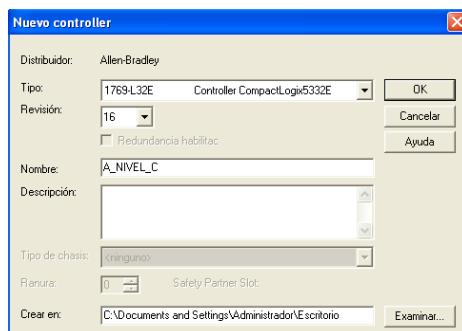 Nuevo controller
Distribuidor: Allen-Bradley
Tipo: 1769-L32E Controller CompactLogix5332E OK
Revisión: 16 Cancelar
Redundancia habilitac Ayuda
Nombre: A_NIVEL_C
Descripción:
Tipo de chasis: <ninguno>
Ranura: 0 Safety Partner Slot:
Crear en: C:\Documents and Settings\Administrador\Escritorio Examinar...